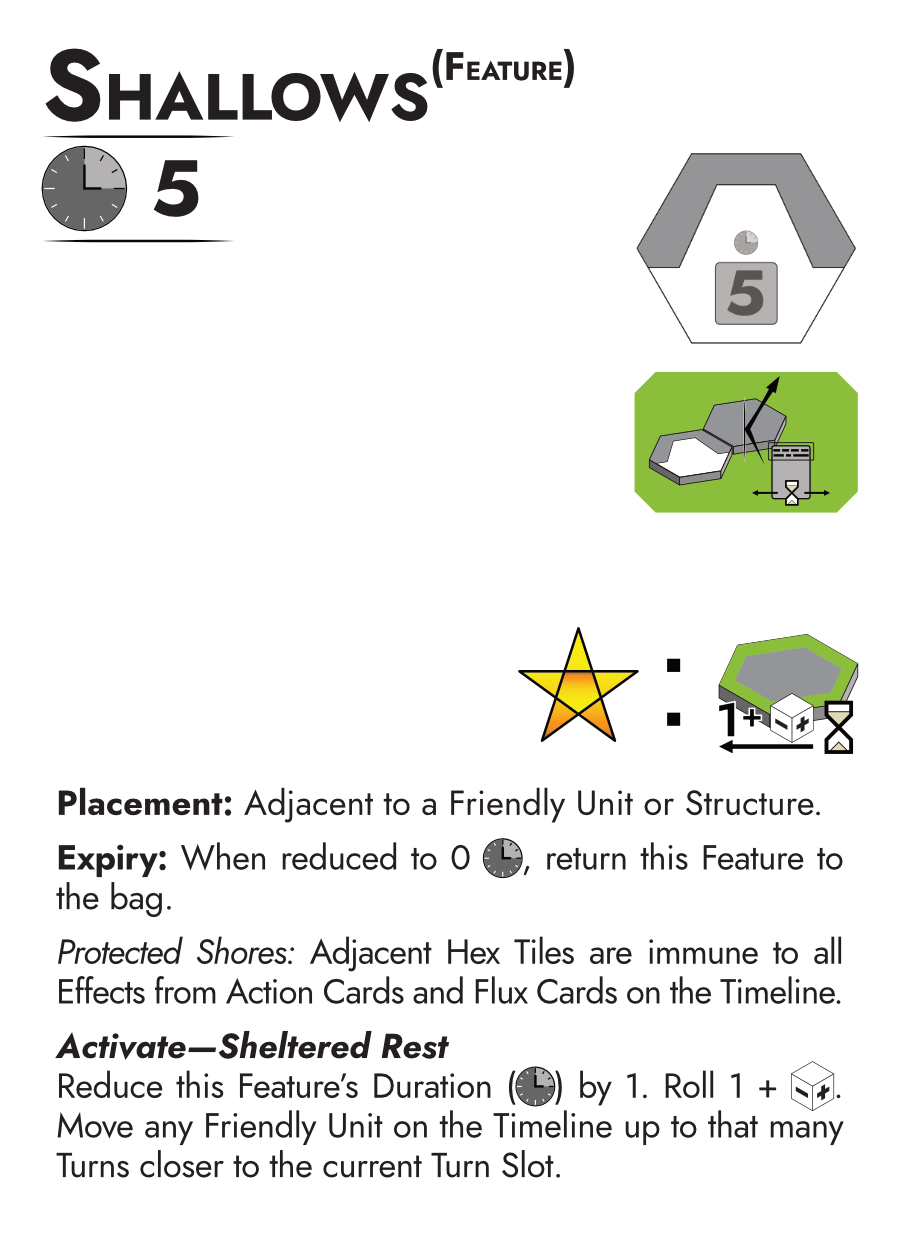 Shallows (Feature)
5
5
1+ - +
Placement: Adjacent to a Friendly Unit or Structure.
Expiry: When reduced to 0 , return this Feature to
the bag.
Protected Shores: Adjacent Hex Tiles are immune to all
Effects from Action Cards and Flux Cards on the Timeline.
Activate—Sheltered Rest
Reduce this Feature’s Duration ( ) by 1. Roll 1 + - +.
Move any Friendly Unit on the Timeline up to that many
Turns closer to the current Turn Slot.